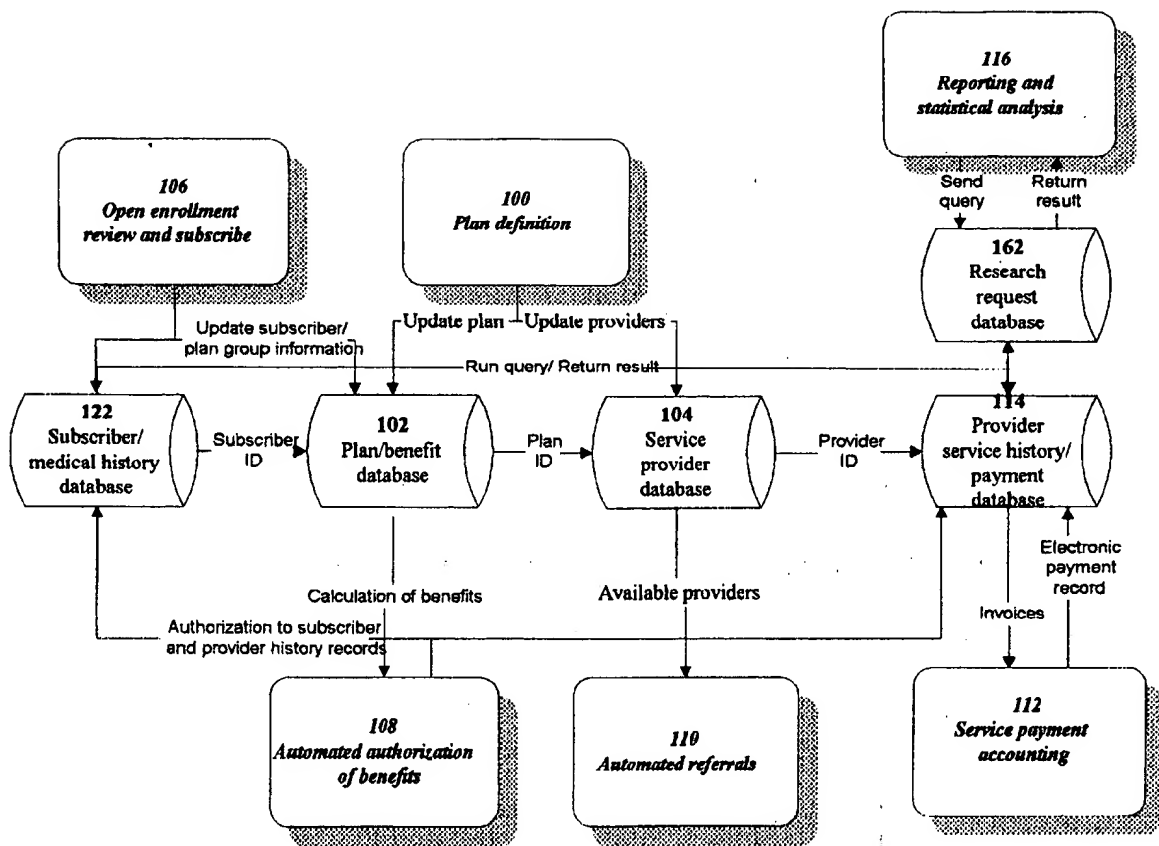 116
Reporting and
statistical analysis
106
Open enrollment
review and subscribe
100
Plan definition
Send
query
Return
result
162
Research
request
database
Update subscriber/
plan group information
Update plan
Update providers
Run query/ Return result
122
Subscriber/
medical history
database
Subscriber
ID
102
Plan/benefit
database
Plan
ID
104
Service
provider
database
Provider
ID
114
Provider
service history/
payment
database
Electronic
payment
record
Calculation of benefits
Available providers
Invoices
Authorization to subscriber
and provider history records
108
Automated authorization
of benefits
110
Automated referrals
112
Service payment
accounting